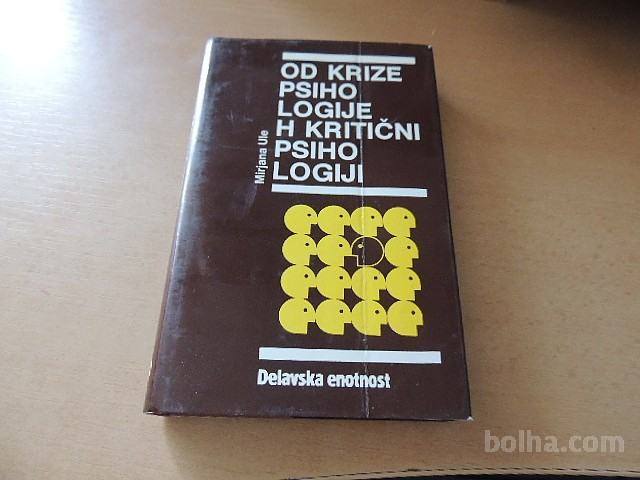 OD KRIZE
PSIHO
LOGIJE
H KRITIČNI
PSIHO
LOGIJI
Mirjana Ule
Delavska enotnost
bolha.com